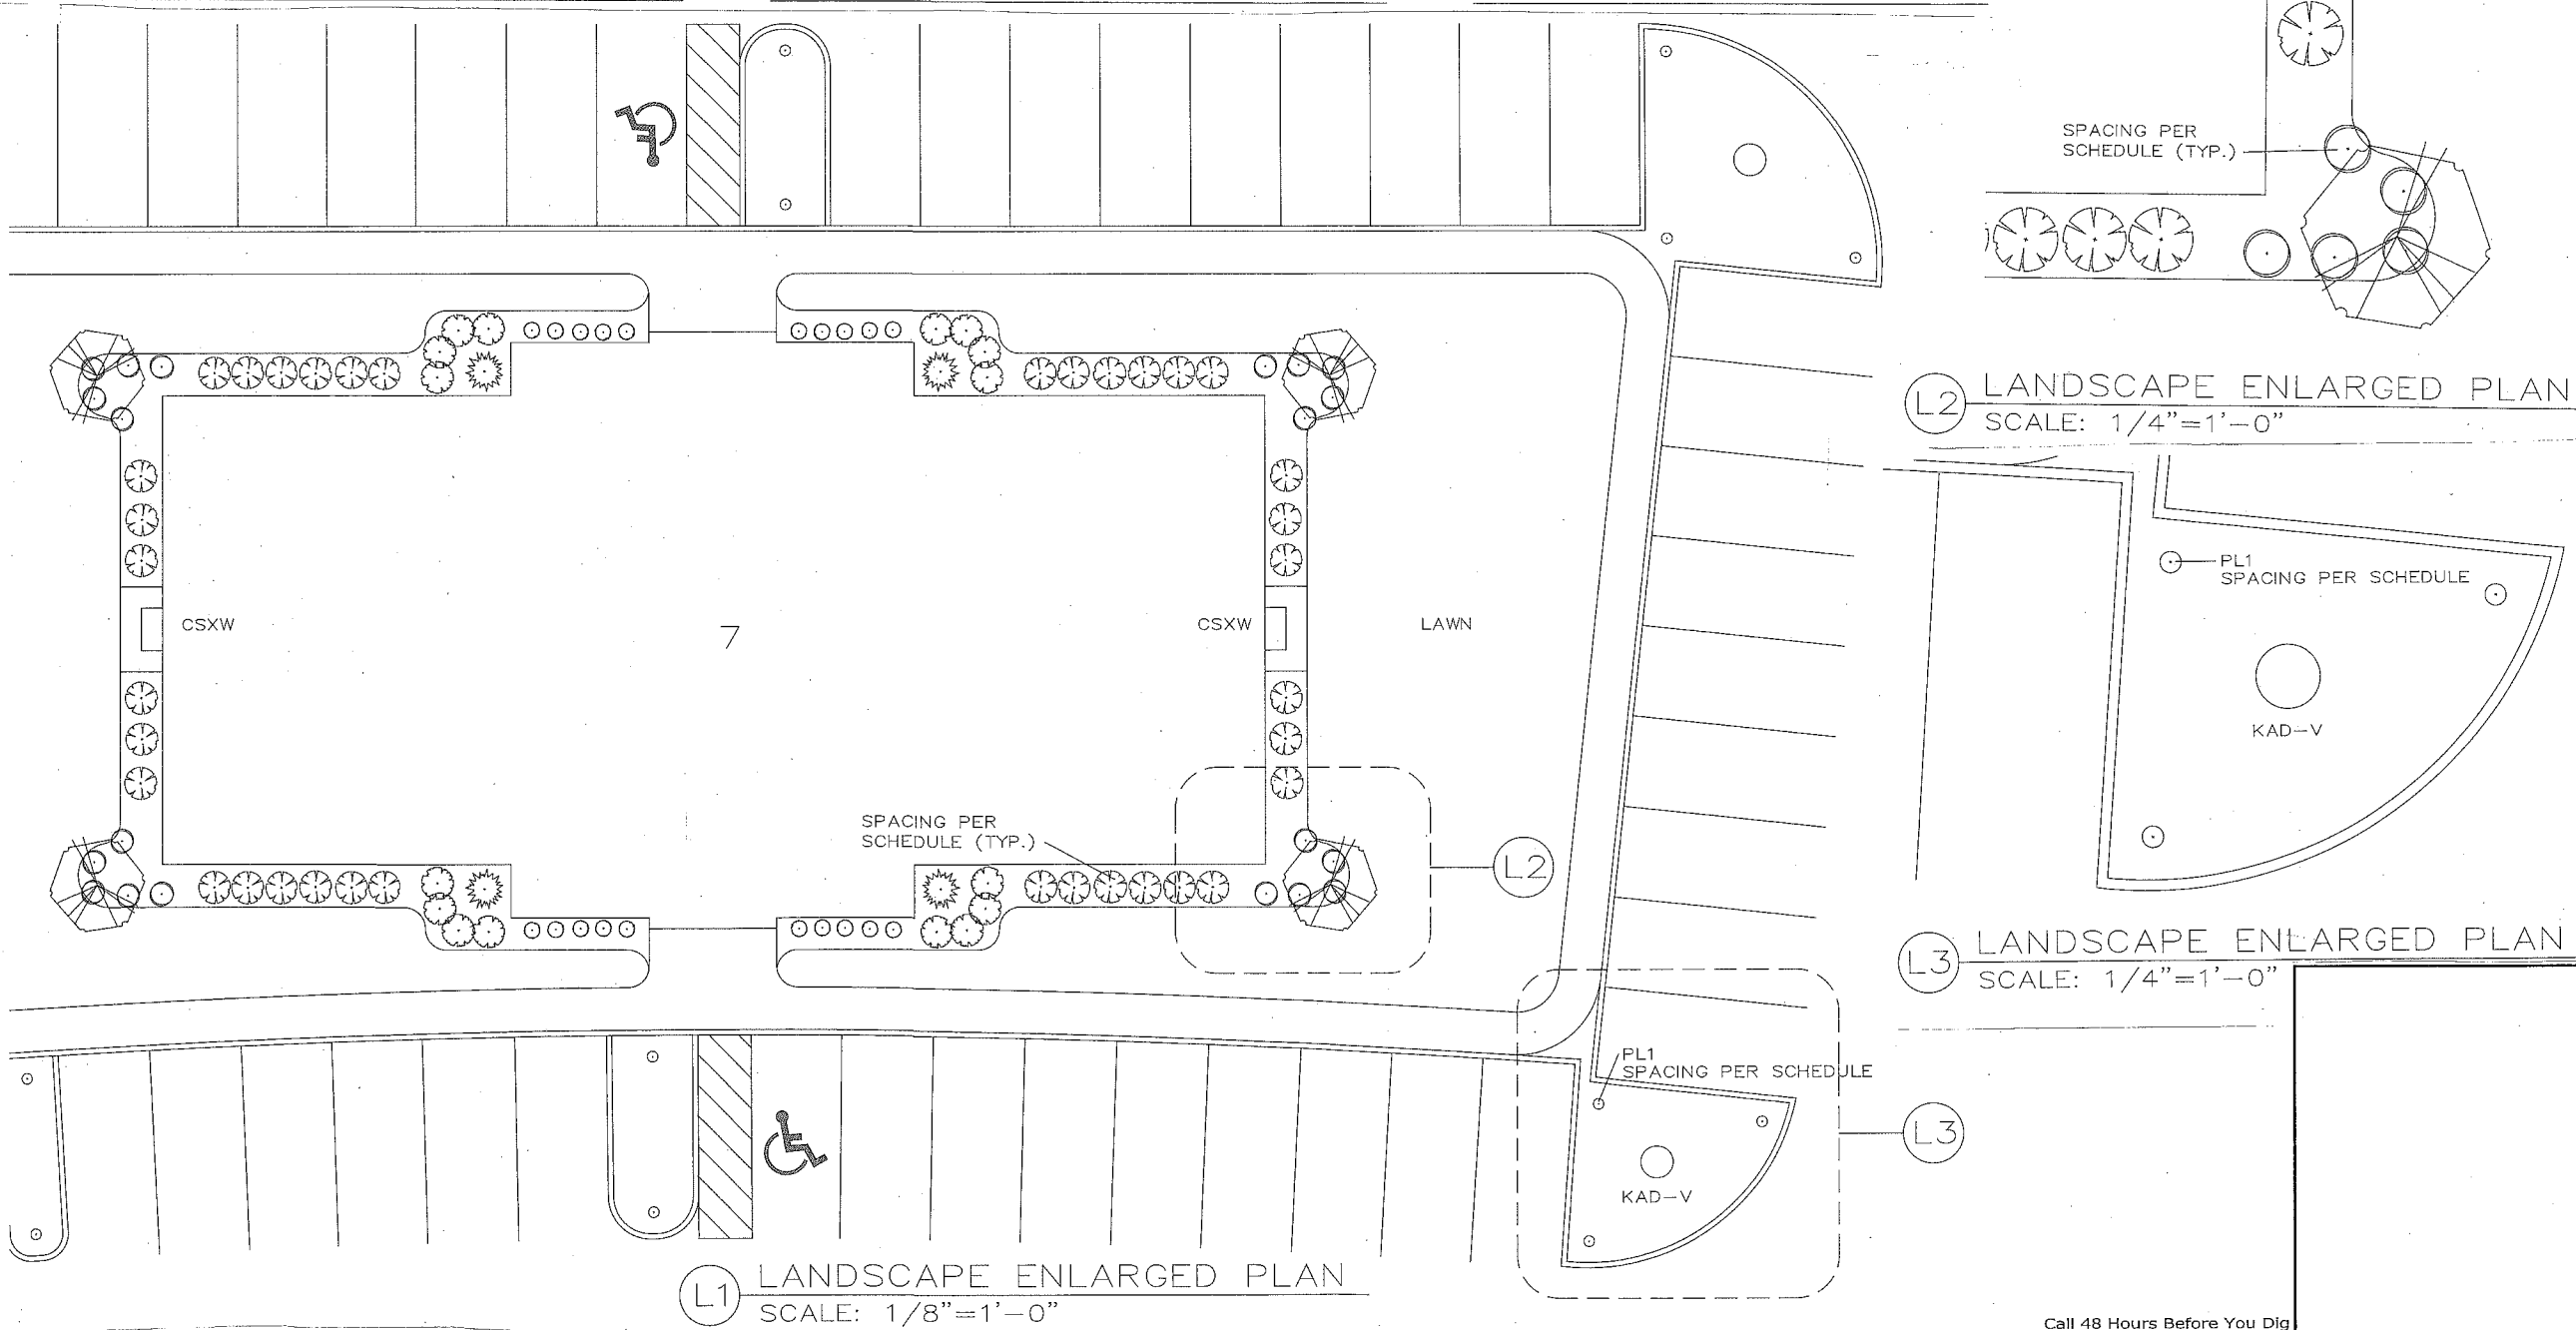 SPACING PER
SCHEDULE (TYP.)
L2 LANDSCAPE ENLARGED PLAN
SCALE: 1/4"=1'-0"
CSXW
7
CSXW
LAWN
PL1
SPACING PER SCHEDULE
KAD-V
SPACING PER
SCHEDULE (TYP.)
L2
L3 LANDSCAPE ENLARGED PLAN
SCALE: 1/4"=1'-0"
PL1
SPACING PER SCHEDULE
L3
KAD-V
L1 LANDSCAPE ENLARGED PLAN
SCALE: 1/8"=1'-0"
Call 48 Hours Before You Dig